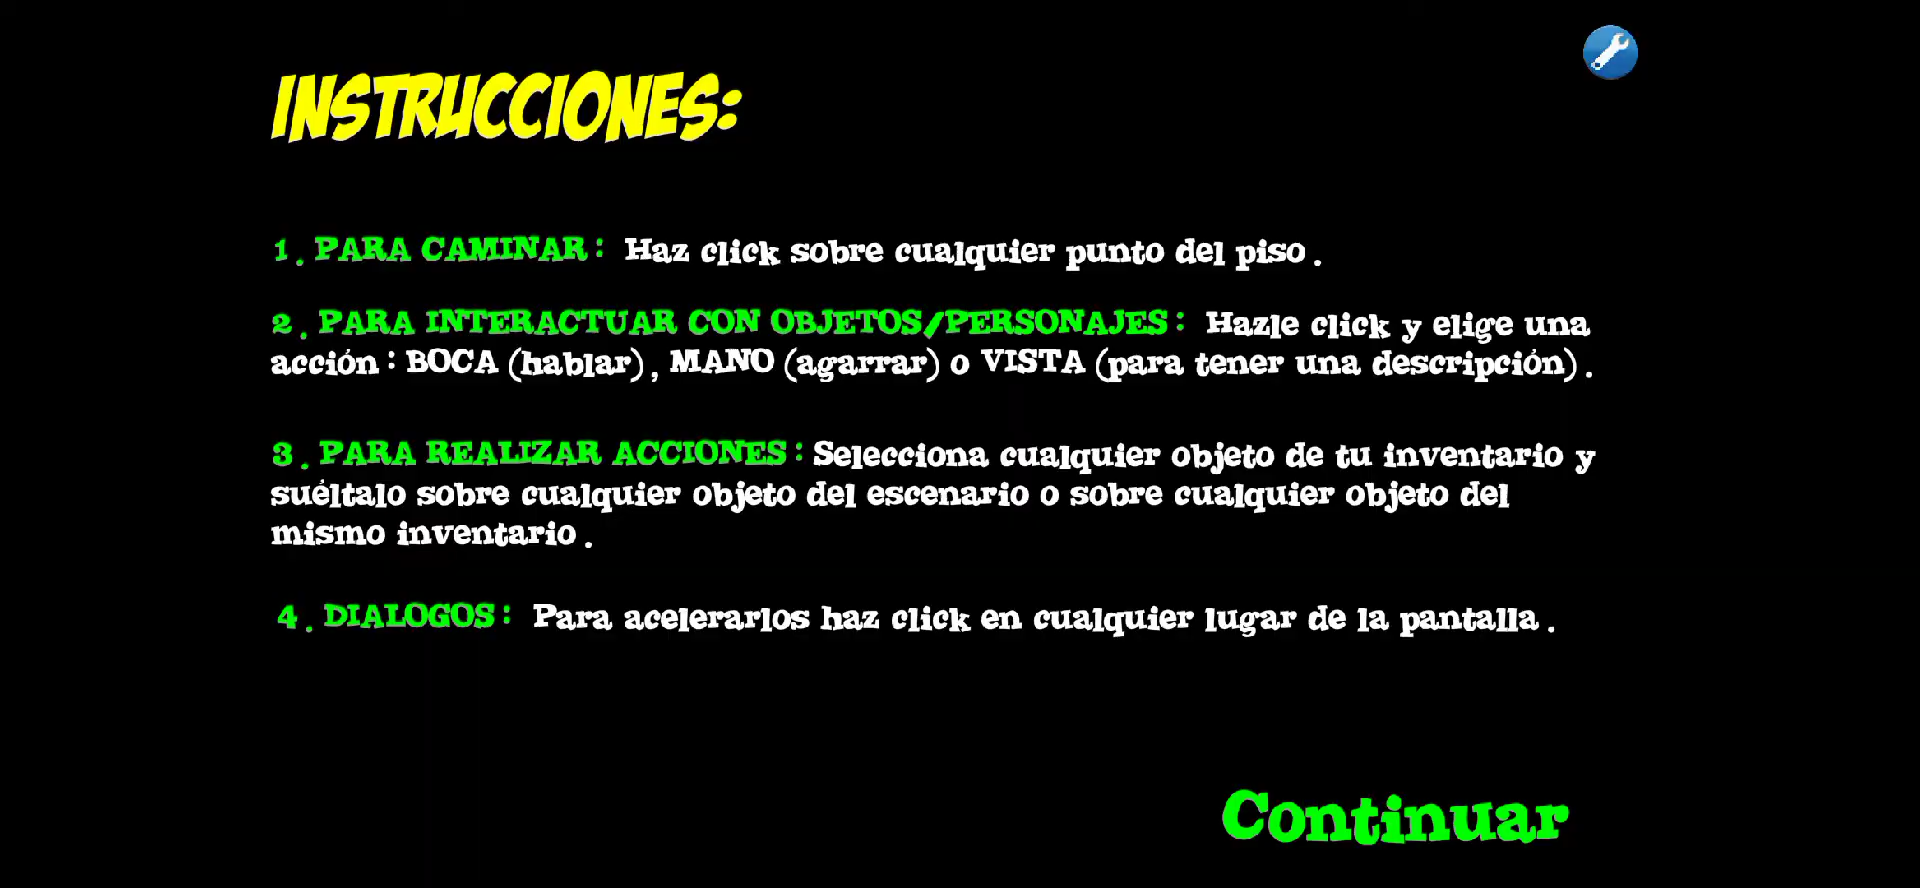 INSTRUCCIONES:
1. PARA CAMINAR: Haz click sobre cualquier punto del piso.
2. PARA INTERACTUAR CON OBJETOS/PERSONAJES: Hazle click y elige una
acción: BOCA (hablar), MANO (agarrar) o VISTA (para tener una descripción).
3. PARA REALIZAR ACCIONES: Selecciona cualquier objeto de tu inventario y
suéltalo sobre cualquier objeto del escenario o sobre cualquier objeto del
mismo inventario.
4. DIALOGOS: Para acelerarlos haz click en cualquier lugar de la pantalla.
Continuar